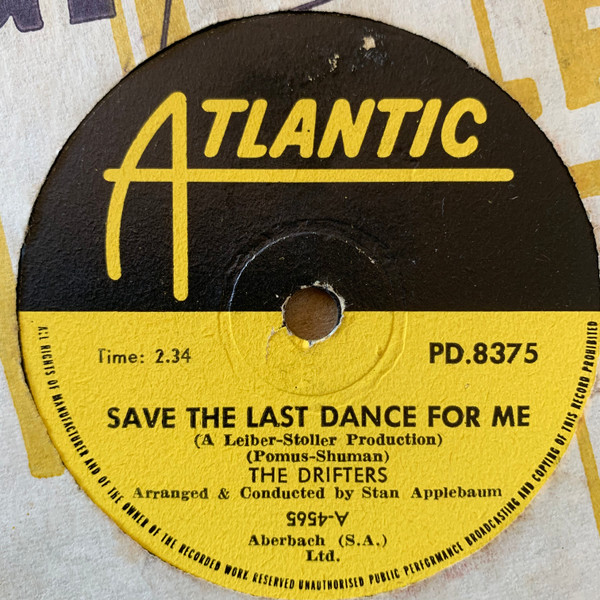 ATLANTIC
Time: 2.34
PD.8375
SAVE THE LAST DANCE FOR ME
(A Leiber-Stoller Production)
(Pomus-Shuman)
THE DRIFTERS
Arranged & Conducted by Stan Applebaum
A-4565
Aberbach (S.A.)
Ltd.
ALL RIGHTS OF MANUFACTURER AND OF THE OWNER OF THE RECORDED WORK RESERVED UNAUTHORISED PUBLIC PERFORMANCE BROADCASTING AND COPYING OF THIS RECORD PROHIBITED